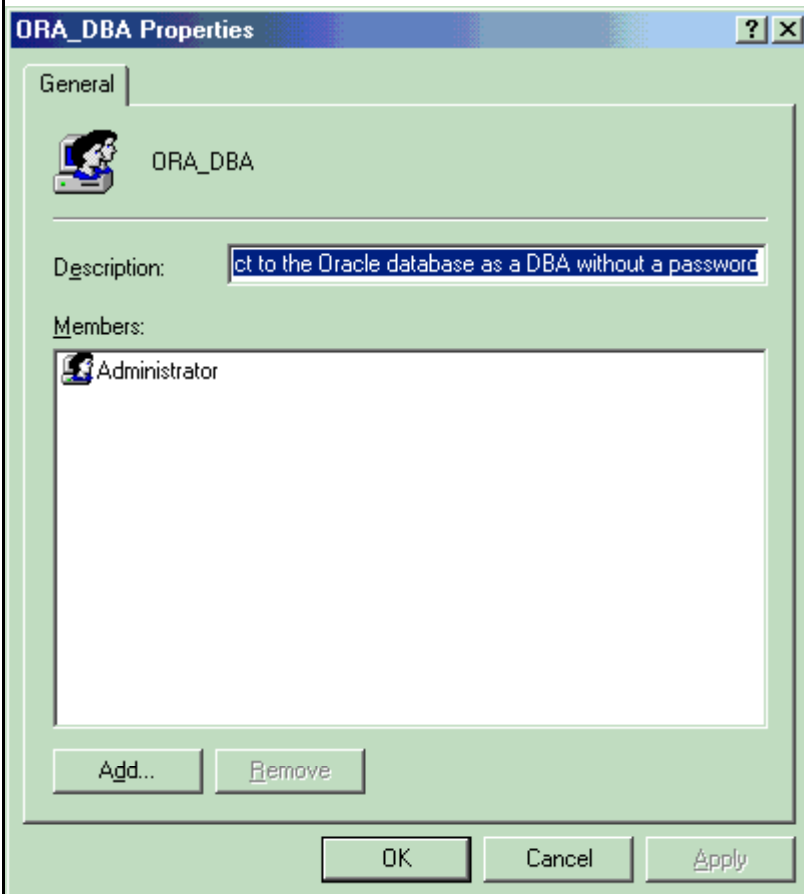 ORA_DBA Properties
General
ORA_DBA
Description:
ct to the Oracle database as a DBA without a password
Members:
Administrator
Add...
Remove
OK
Cancel
Apply